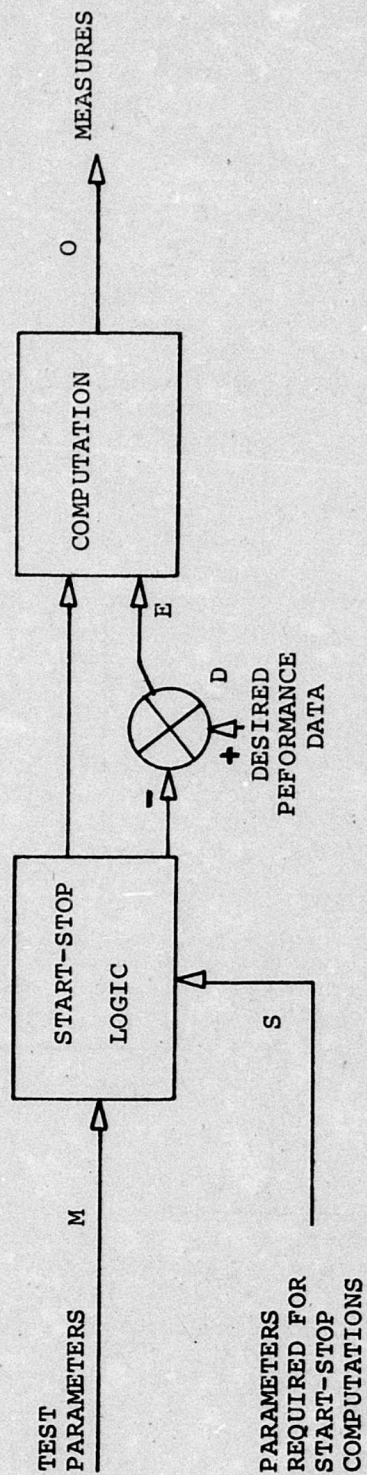 TEST
PARAMETERS
M
START-STOP
LOGIC
PARAMETERS
REQUIRED FOR
START-STOP
COMPUTATIONS
S
-
+
D
DESIRED
PEFORMANCE
DATA
E
COMPUTATION
O
MEASURES